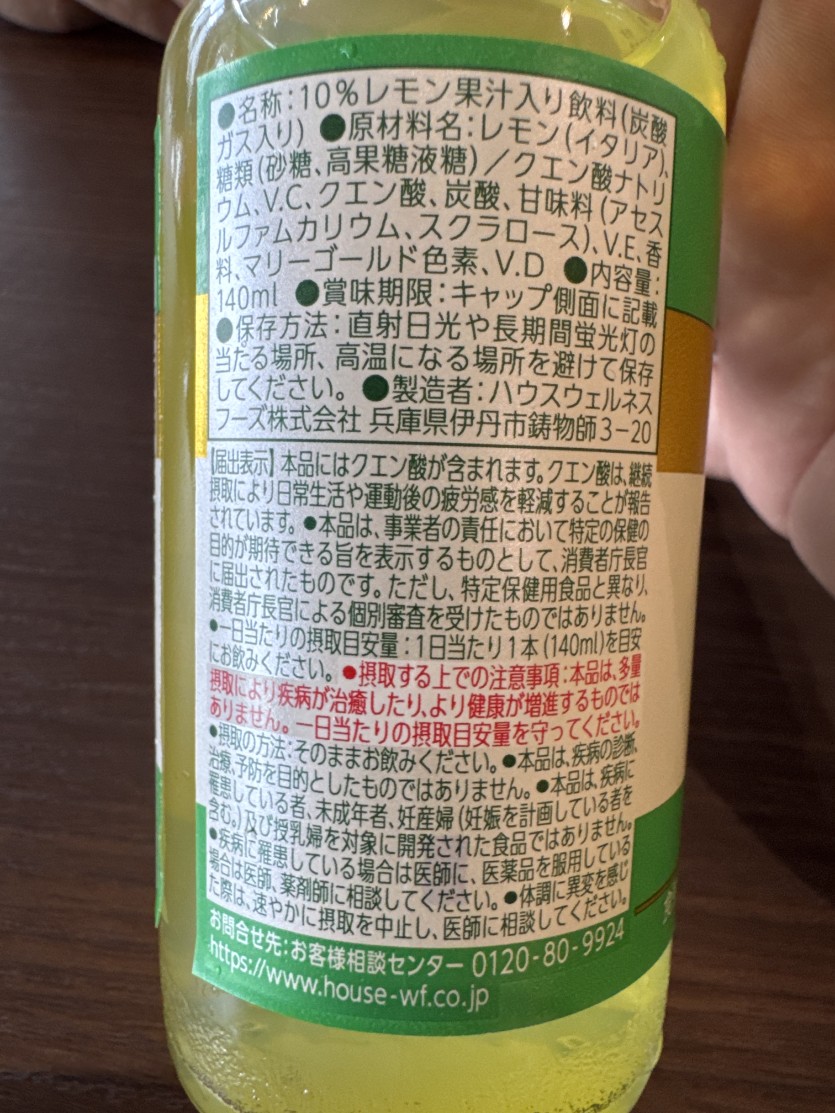 ●名称:10%レモン果汁入り飲料(炭酸
ガス入り) ●原材料名:レモン(イタリア)、
糖類(砂糖、高果糖液糖)/クエン酸ナトリ
ウム、V.C、クエン酸、炭酸、甘味料(アセス
ルファムカリウム、スクラロース)、V.E、香
料、マリーゴールド色素、V.D ●内容量:
140ml ●賞味期限:キャップ側面に記載
●保存方法:直射日光や長期間蛍光灯の
当たる場所、高温になる場所を避けて保存
してください。 ●製造者:ハウスウェルネス
フーズ株式会社 兵庫県伊丹市鋳物師3-20
【届出表示】本品にはクエン酸が含まれます。クエン酸は、継続
摂取により日常生活や運動後の疲労感を軽減することが報告
されています。●本品は、事業者の責任において特定の保健の
目的が期待できる旨を表示するものとして、消費者庁長官
に届出されたものです。ただし、特定保健用食品と異なり、
消費者庁長官による個別審査を受けたものではありません。
●一日当たりの摂取目安量:1日当たり1本(140ml)を目安
にお飲みください。●摂取する上での注意事項:本品は、多量
摂取により疾病が治癒したり、より健康が増進するものでは
ありません。一日当たりの摂取目安量を守ってください。
●摂取の方法:そのままお飲みください。●本品は、疾病の診断、
治療、予防を目的としたものではありません。●本品は、疾病に
罹患している者、未成年者、妊産婦(妊娠を計画している者を
含む。)及び授乳婦を対象に開発された食品ではありません。
●疾病に罹患している場合は医師に、医薬品を服用している
場合は医師、薬剤師に相談してください。●体調に異変を感じ
た際は、速やかに摂取を中止し、医師に相談してください。
お問合せ先:お客様相談センター 0120-80-9924
https://www.house-wf.co.jp